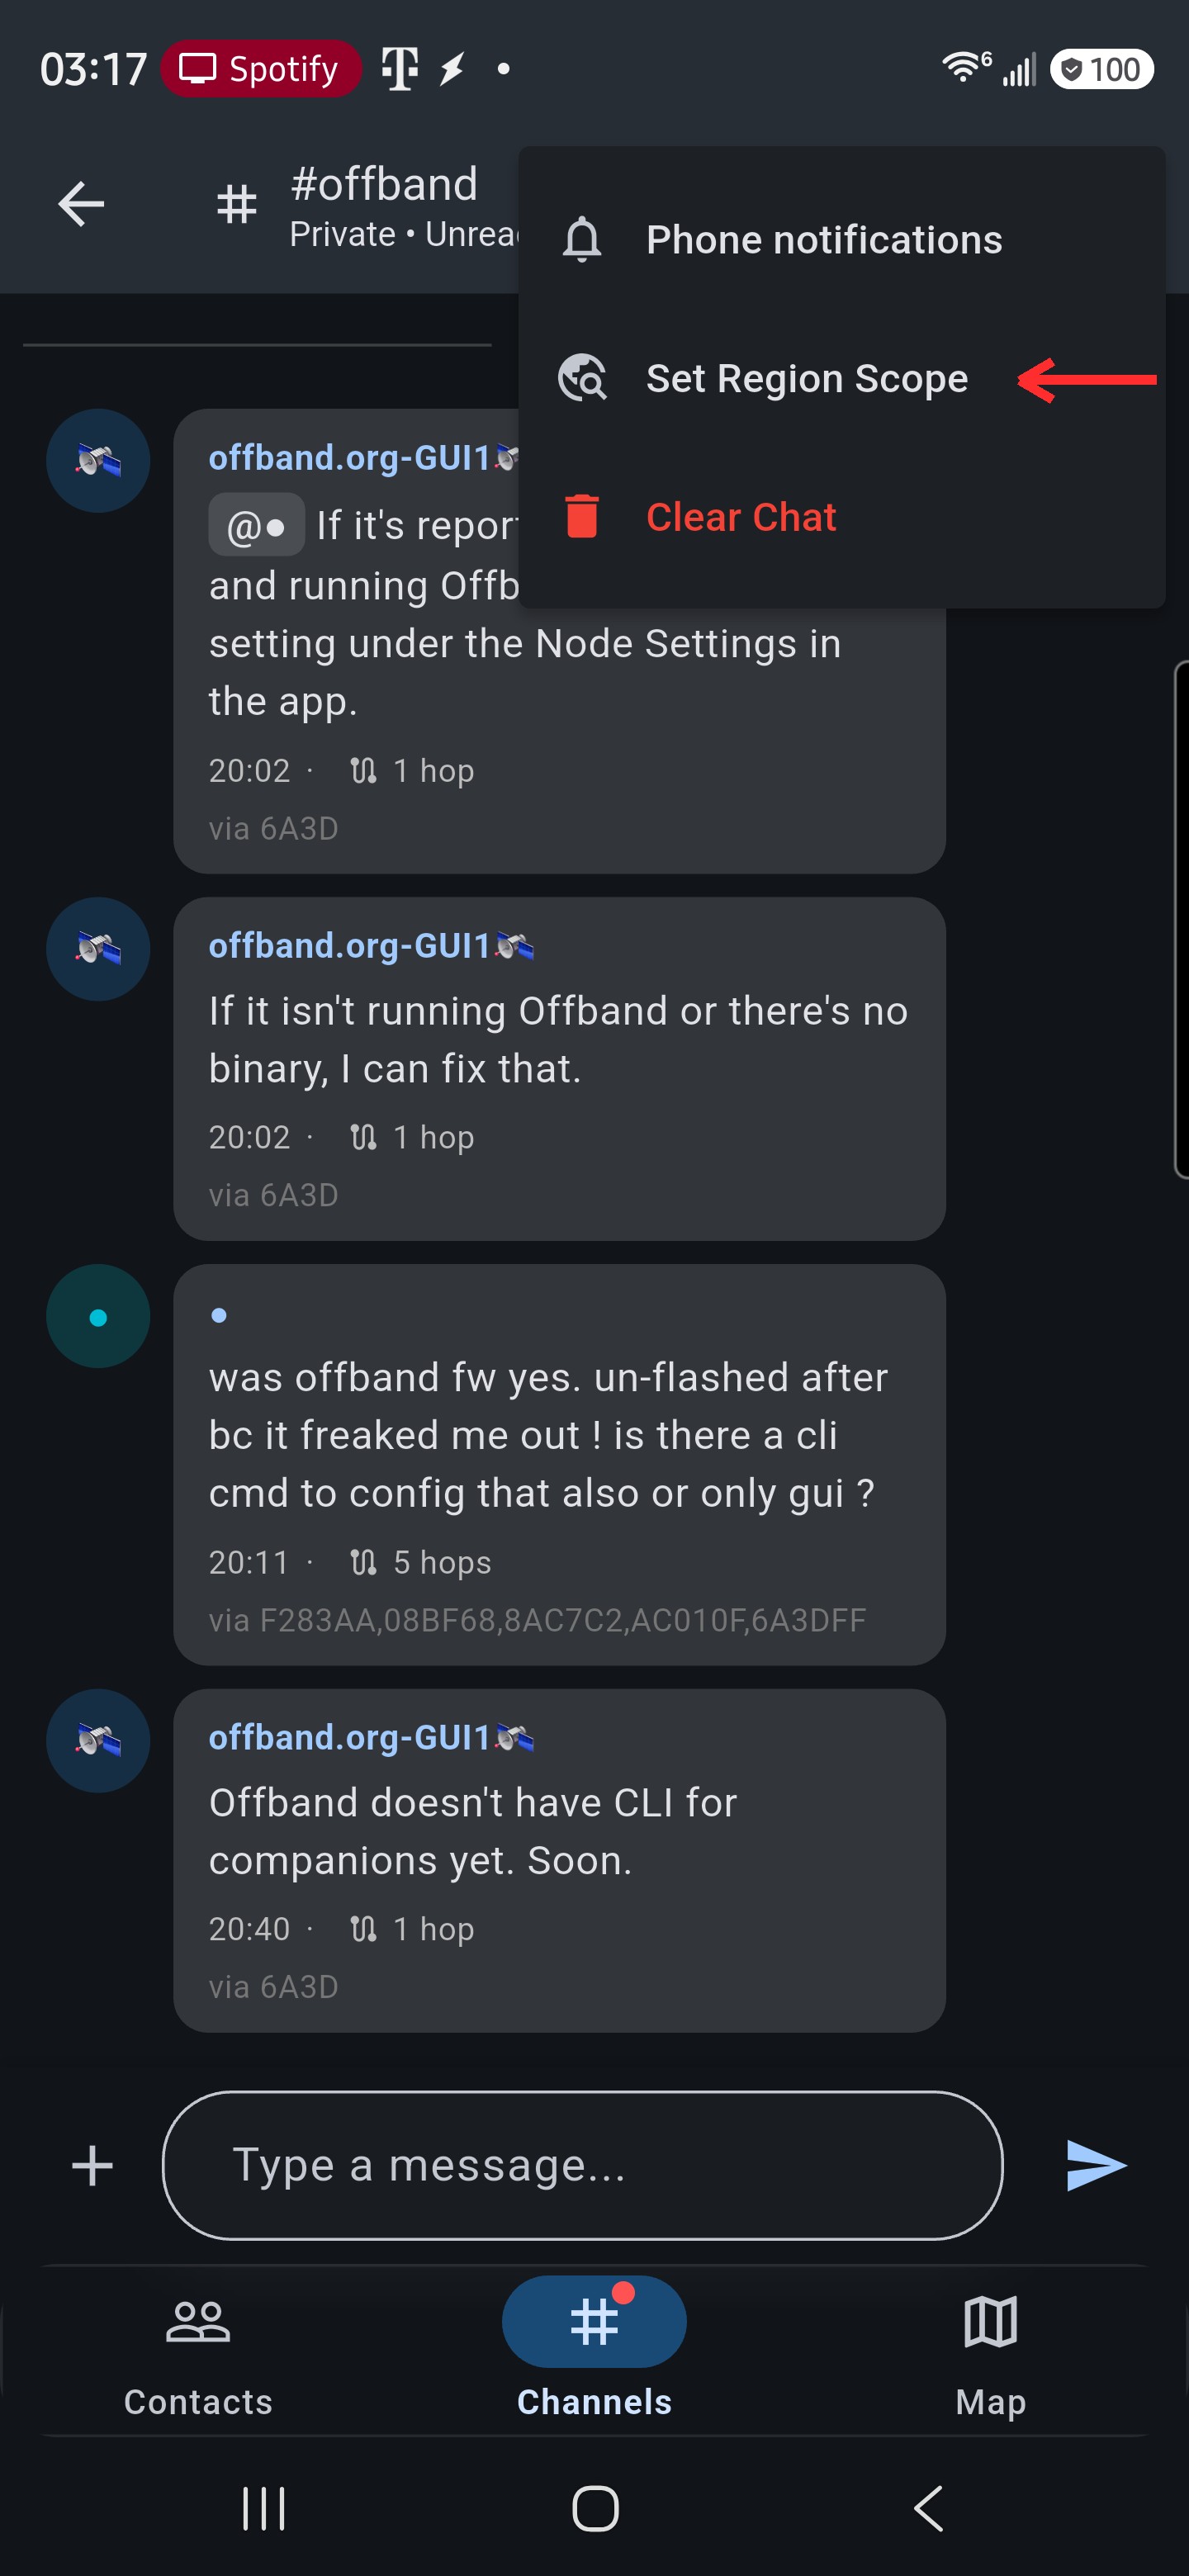 03:17 Spotify 6 100
#offband
Private • Unrea
Phone notifications
Set Region Scope
Clear Chat
offband.org-GUI1
@● If it's repor
and running Offb
setting under the Node Settings in
the app.
20:02 · 1 hop
via 6A3D
offband.org-GUI1
If it isn't running Offband or there's no
binary, I can fix that.
20:02 · 1 hop
via 6A3D
was offband fw yes. un-flashed after
bc it freaked me out ! is there a cli
cmd to config that also or only gui ?
20:11 · 5 hops
via F283AA,08BF68,8AC7C2,AC010F,6A3DFF
offband.org-GUI1
Offband doesn't have CLI for
companions yet. Soon.
20:40 · 1 hop
via 6A3D
Type a message...
Contacts
Channels
Map